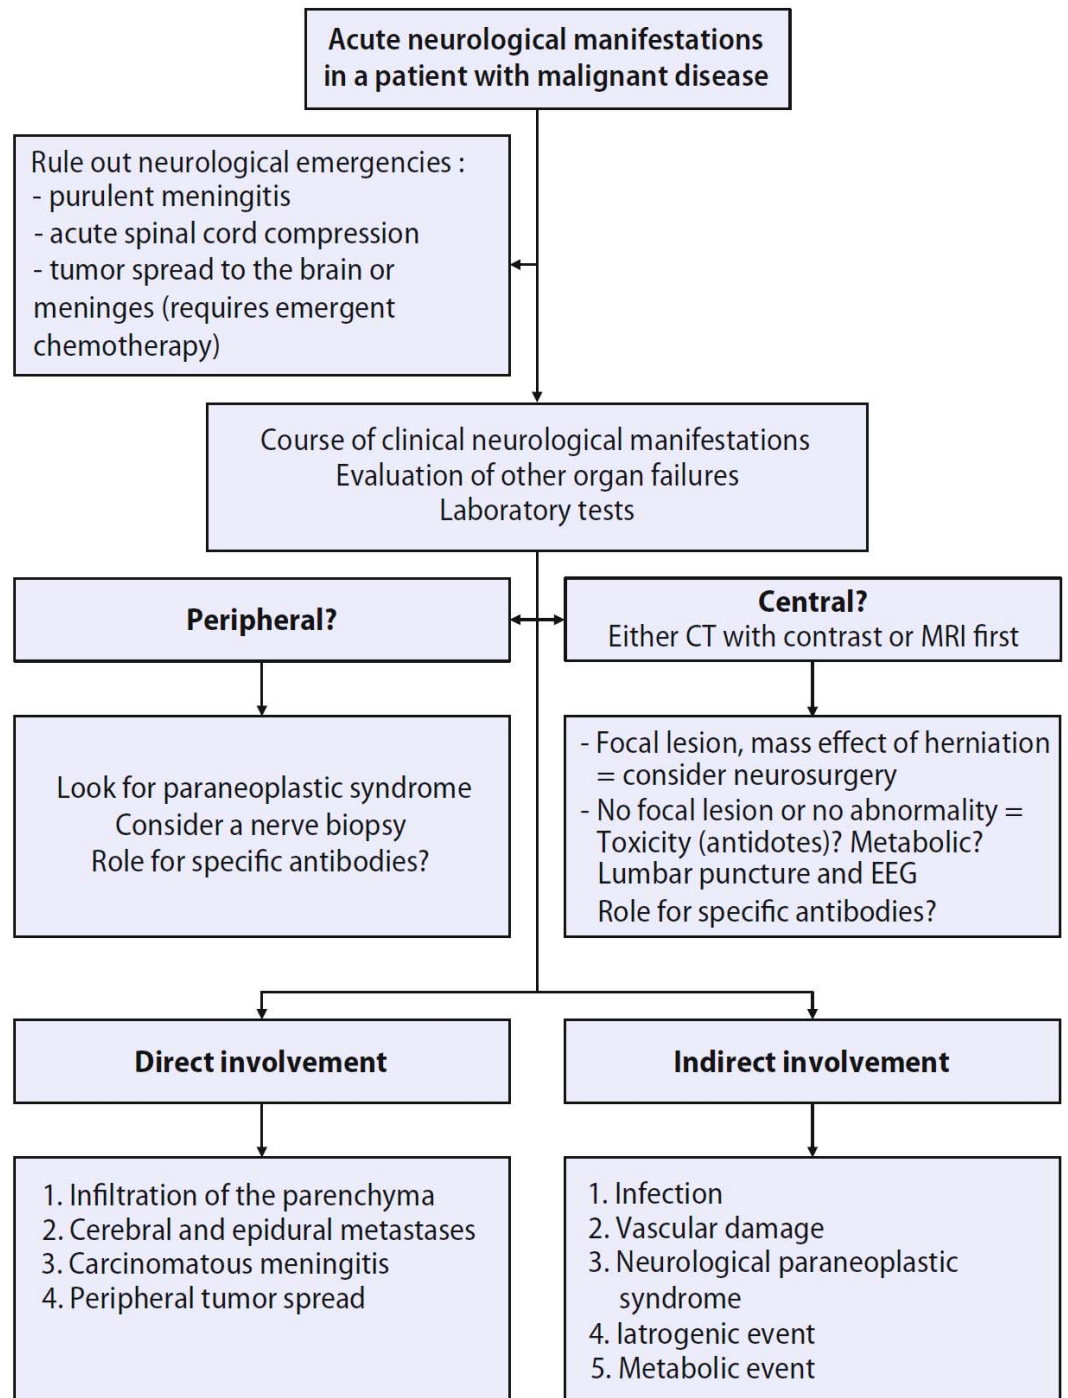 Acute neurological manifestations
in a patient with malignant disease
Rule out neurological emergencies :
- purulent meningitis
- acute spinal cord compression
- tumor spread to the brain or
meninges (requires emergent
chemotherapy)
Course of clinical neurological manifestations
Evaluation of other organ failures
Laboratory tests
Peripheral?
Central?
Either CT with contrast or MRI first
Look for paraneoplastic syndrome
Consider a nerve biopsy
Role for specific antibodies?
- Focal lesion, mass effect of herniation
= consider neurosurgery
- No focal lesion or no abnormality =
Toxicity (antidotes)? Metabolic?
Lumbar puncture and EEG
Role for specific antibodies?
Direct involvement
Indirect involvement
1. Infiltration of the parenchyma
2. Cerebral and epidural metastases
3. Carcinomatous meningitis
4. Peripheral tumor spread
1. Infection
2. Vascular damage
3. Neurological paraneoplastic
syndrome
4. Iatrogenic event
5. Metabolic event